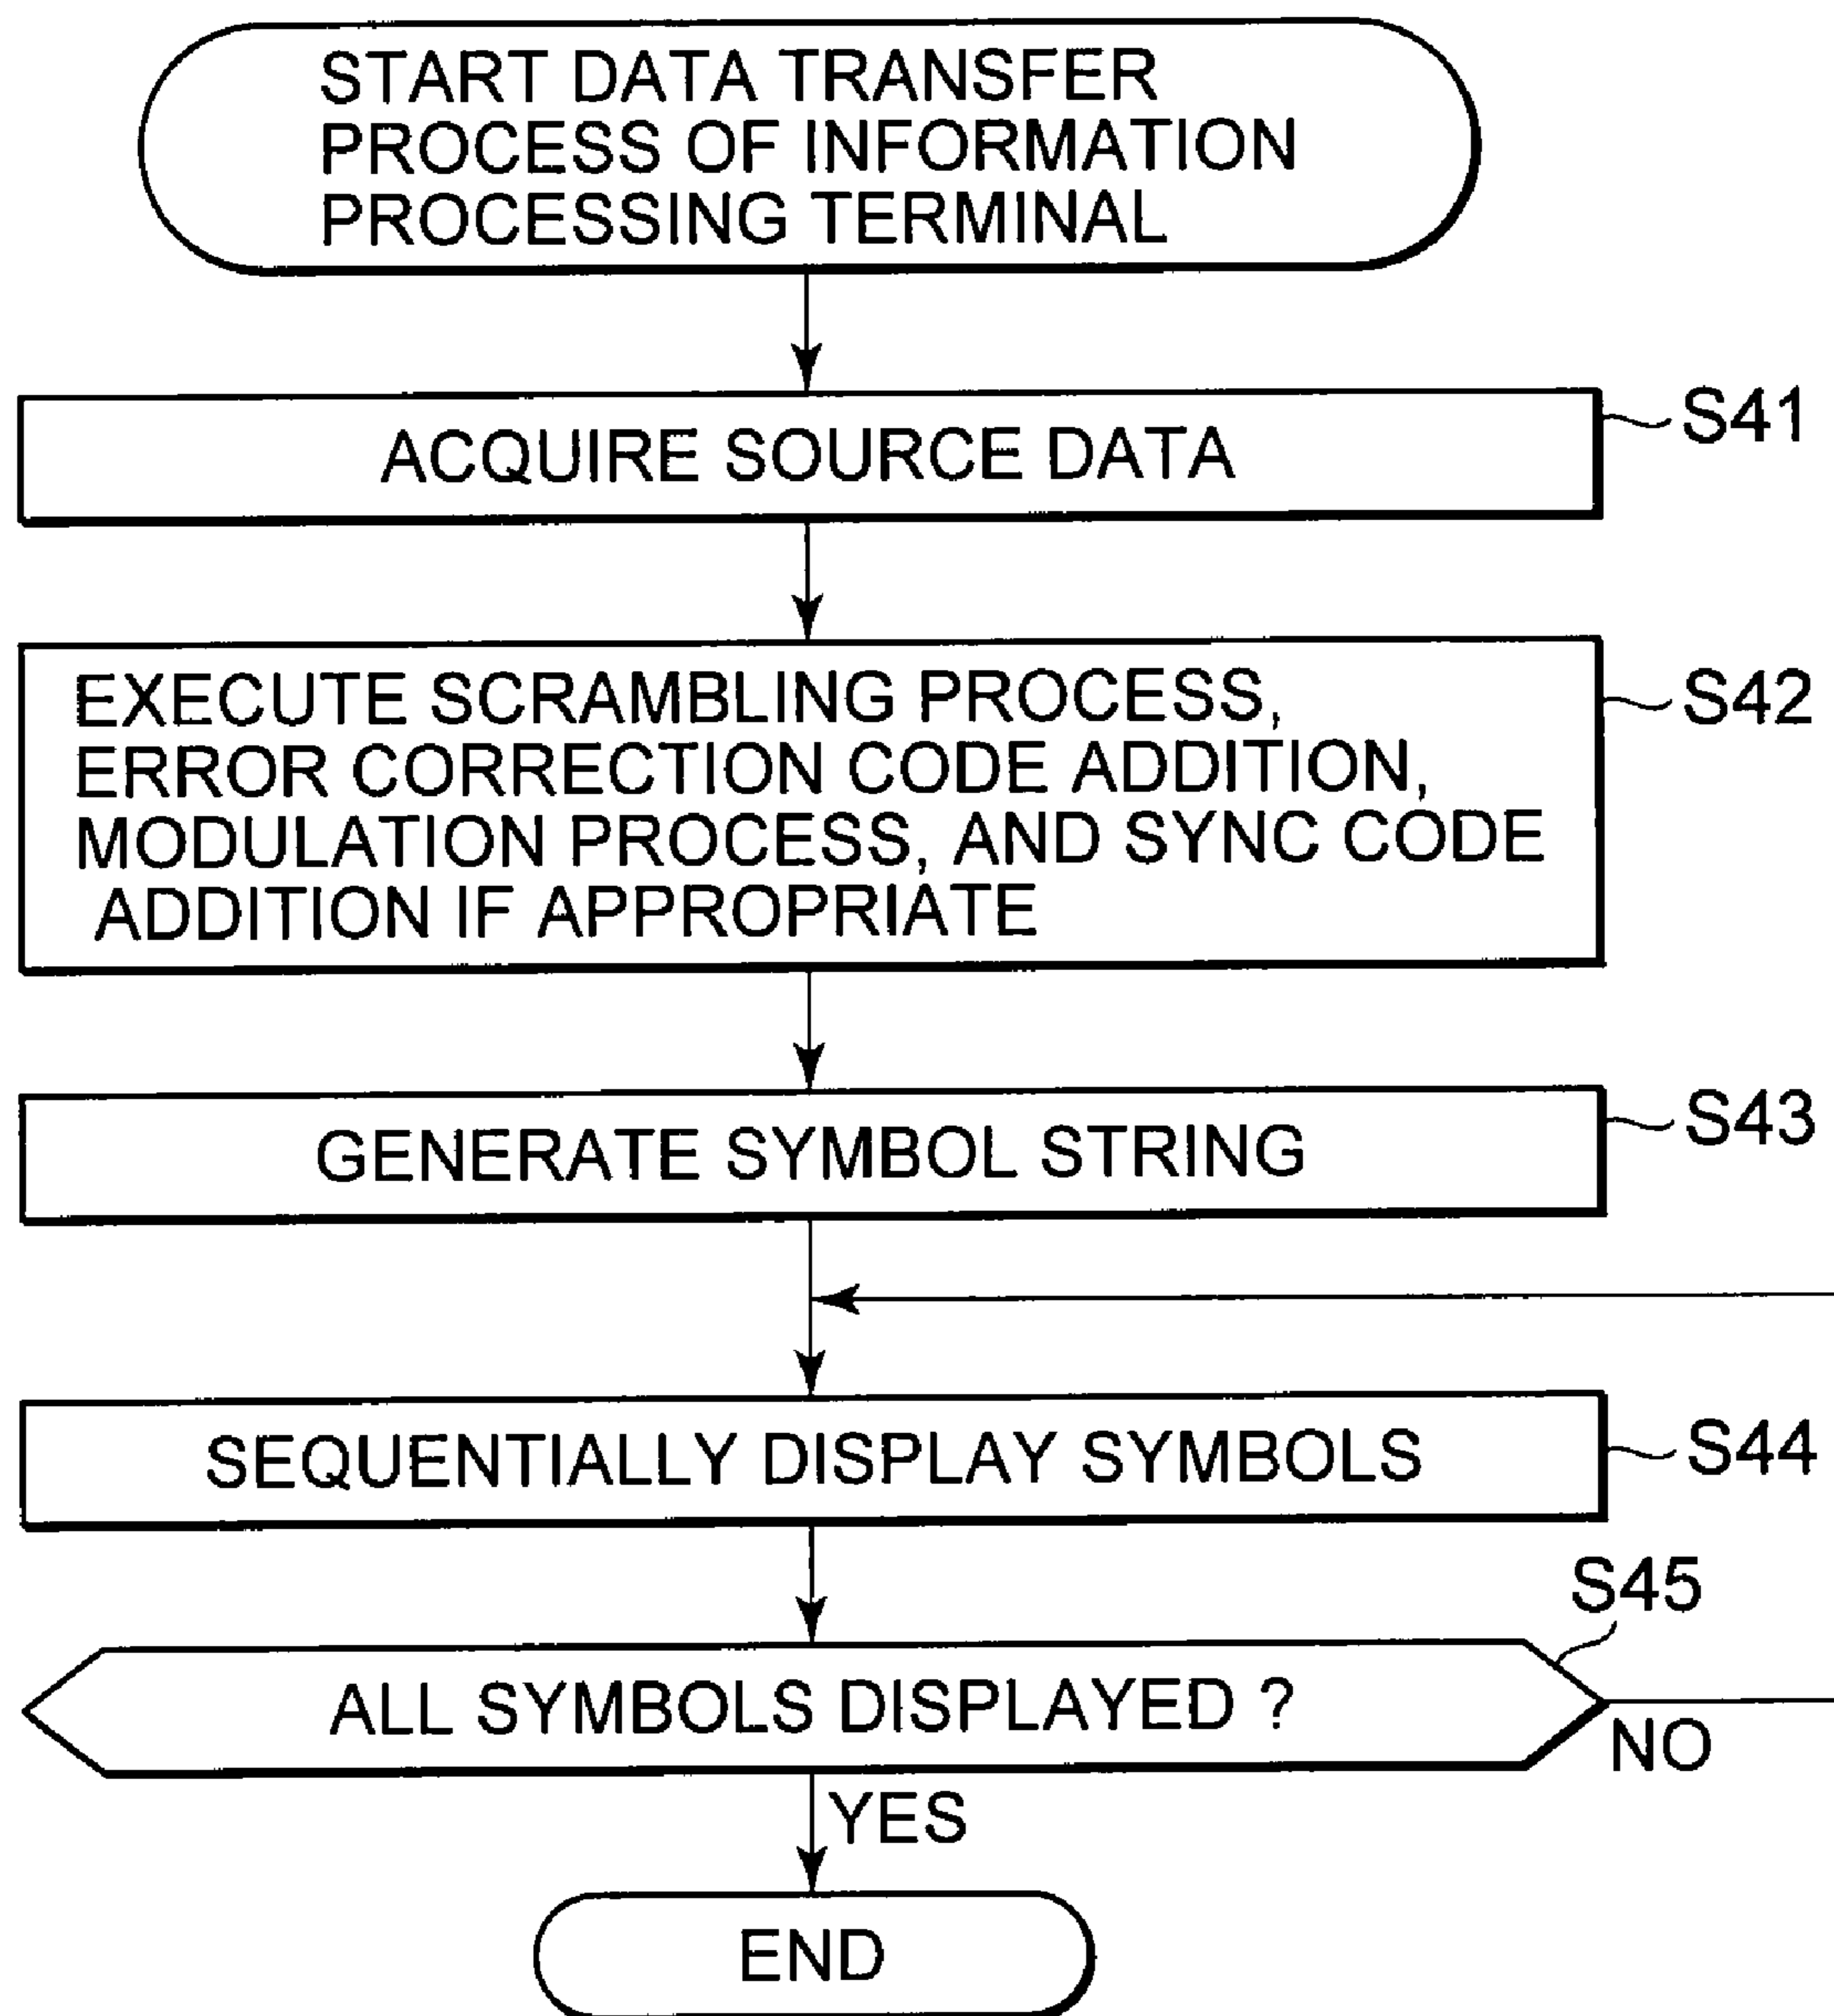 START DATA TRANSFER
PROCESS OF INFORMATION
PROCESSING TERMINAL
ACQUIRE SOURCE DATA
S41
EXECUTE SCRAMBLING PROCESS,
ERROR CORRECTION CODE ADDITION,
MODULATION PROCESS, AND SYNC CODE
ADDITION IF APPROPRIATE
S42
GENERATE SYMBOL STRING
S43
SEQUENTIALLY DISPLAY SYMBOLS
S44
S45
ALL SYMBOLS DISPLAYED ?
NO
YES
END